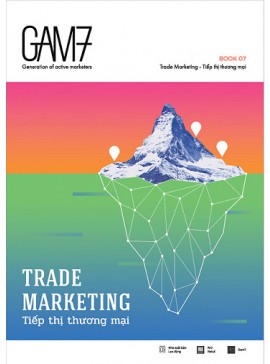 GAM7
Generation of active marketers
BOOK 07
Trade Marketing - Tiếp thị thương mại
TRADE
MARKETING
Tiếp thị thương mại
Gam7